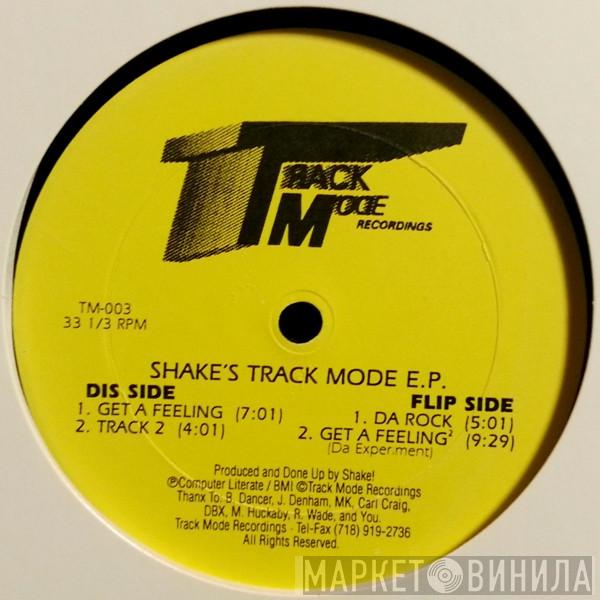 TRACK
MODE
RECORDINGS
TM-003
33 1/3 RPM
SHAKE'S TRACK MODE E.P.
DIS SIDE
1. GET A FEELING (7:01)
2. TRACK 2 (4:01)
FLIP SIDE
1. DA ROCK (5:01)
2. GET A FEELING² (9:29)
(Da Experiment)
Produced and Done Up by Shake!
℗Computer Literate / BMI ©Track Mode Recordings
Thanx To: B. Dancer, J. Denham, MK, Carl Craig,
DBX, M. Huckaby, R. Wade, and You.
Track Mode Recordings - Tel-Fax (718) 919-2736
All Rights Reserved.
МАРКЕТ ВИНИЛА